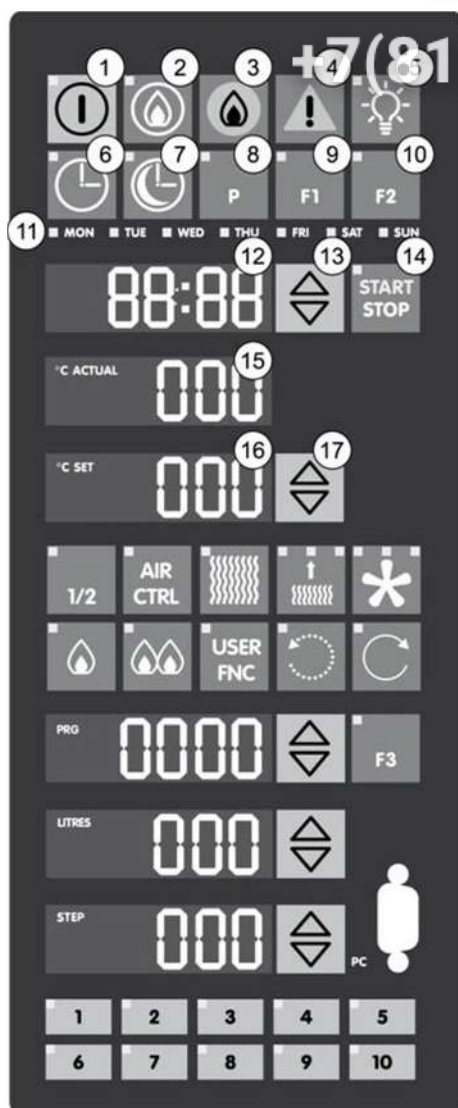 +7(81
1 2 3 4 5
6 7 8 9 10
P F1 F2
11 MON TUE WED THU FRI SAT SUN
12 13 14
88:88 START
STOP
°C ACTUAL 000 15
°C SET 000 16 17
1/2 AIR
CTRL
USER
FNC
PRG 0000 F3
LITRES 000
STEP 000
PC
1 2 3 4 5
6 7 8 9 10